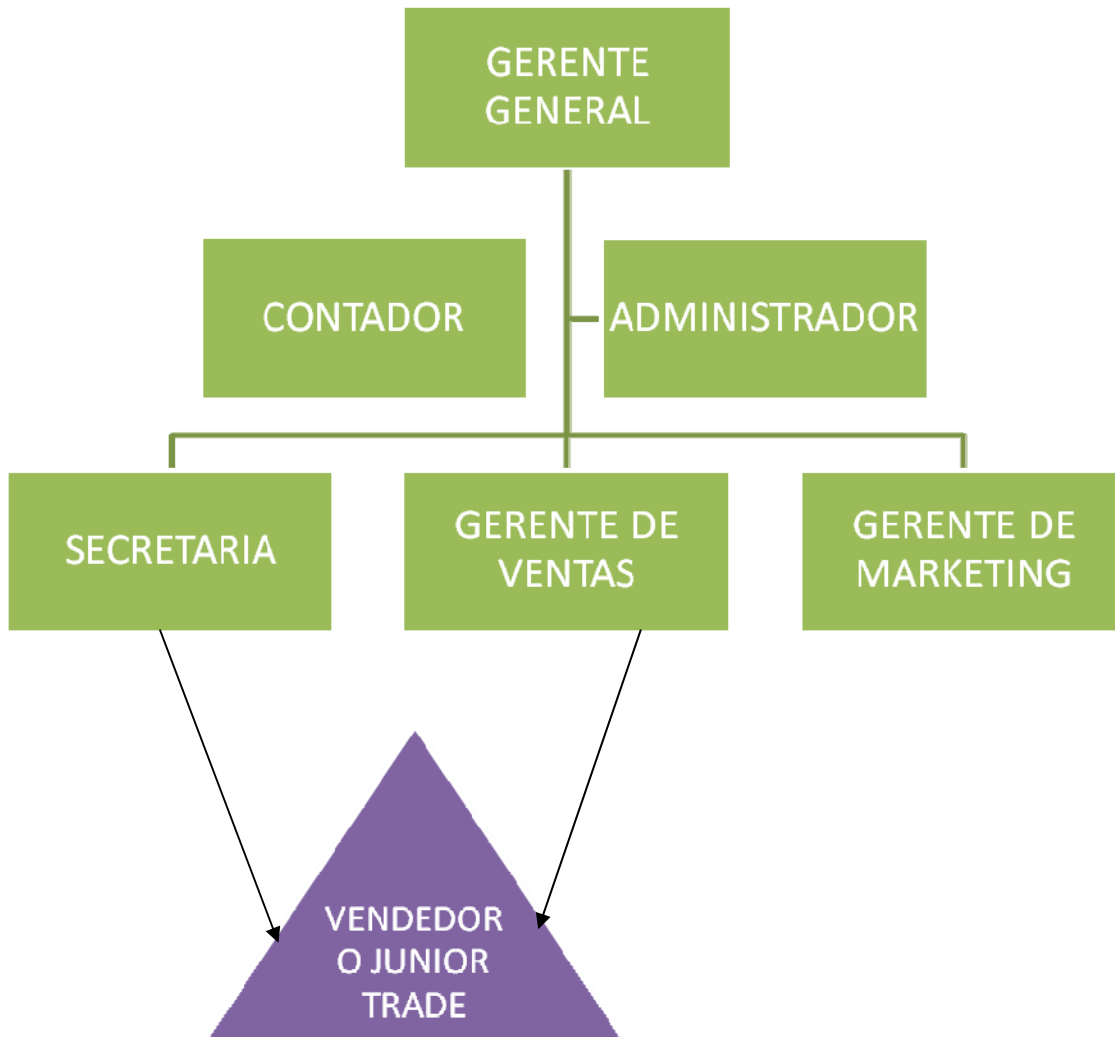 GERENTE
GENERAL
CONTADOR
ADMINISTRADOR
SECRETARIA
GERENTE DE
VENTAS
GERENTE DE
MARKETING
VENDEDOR
O JUNIOR
TRADE